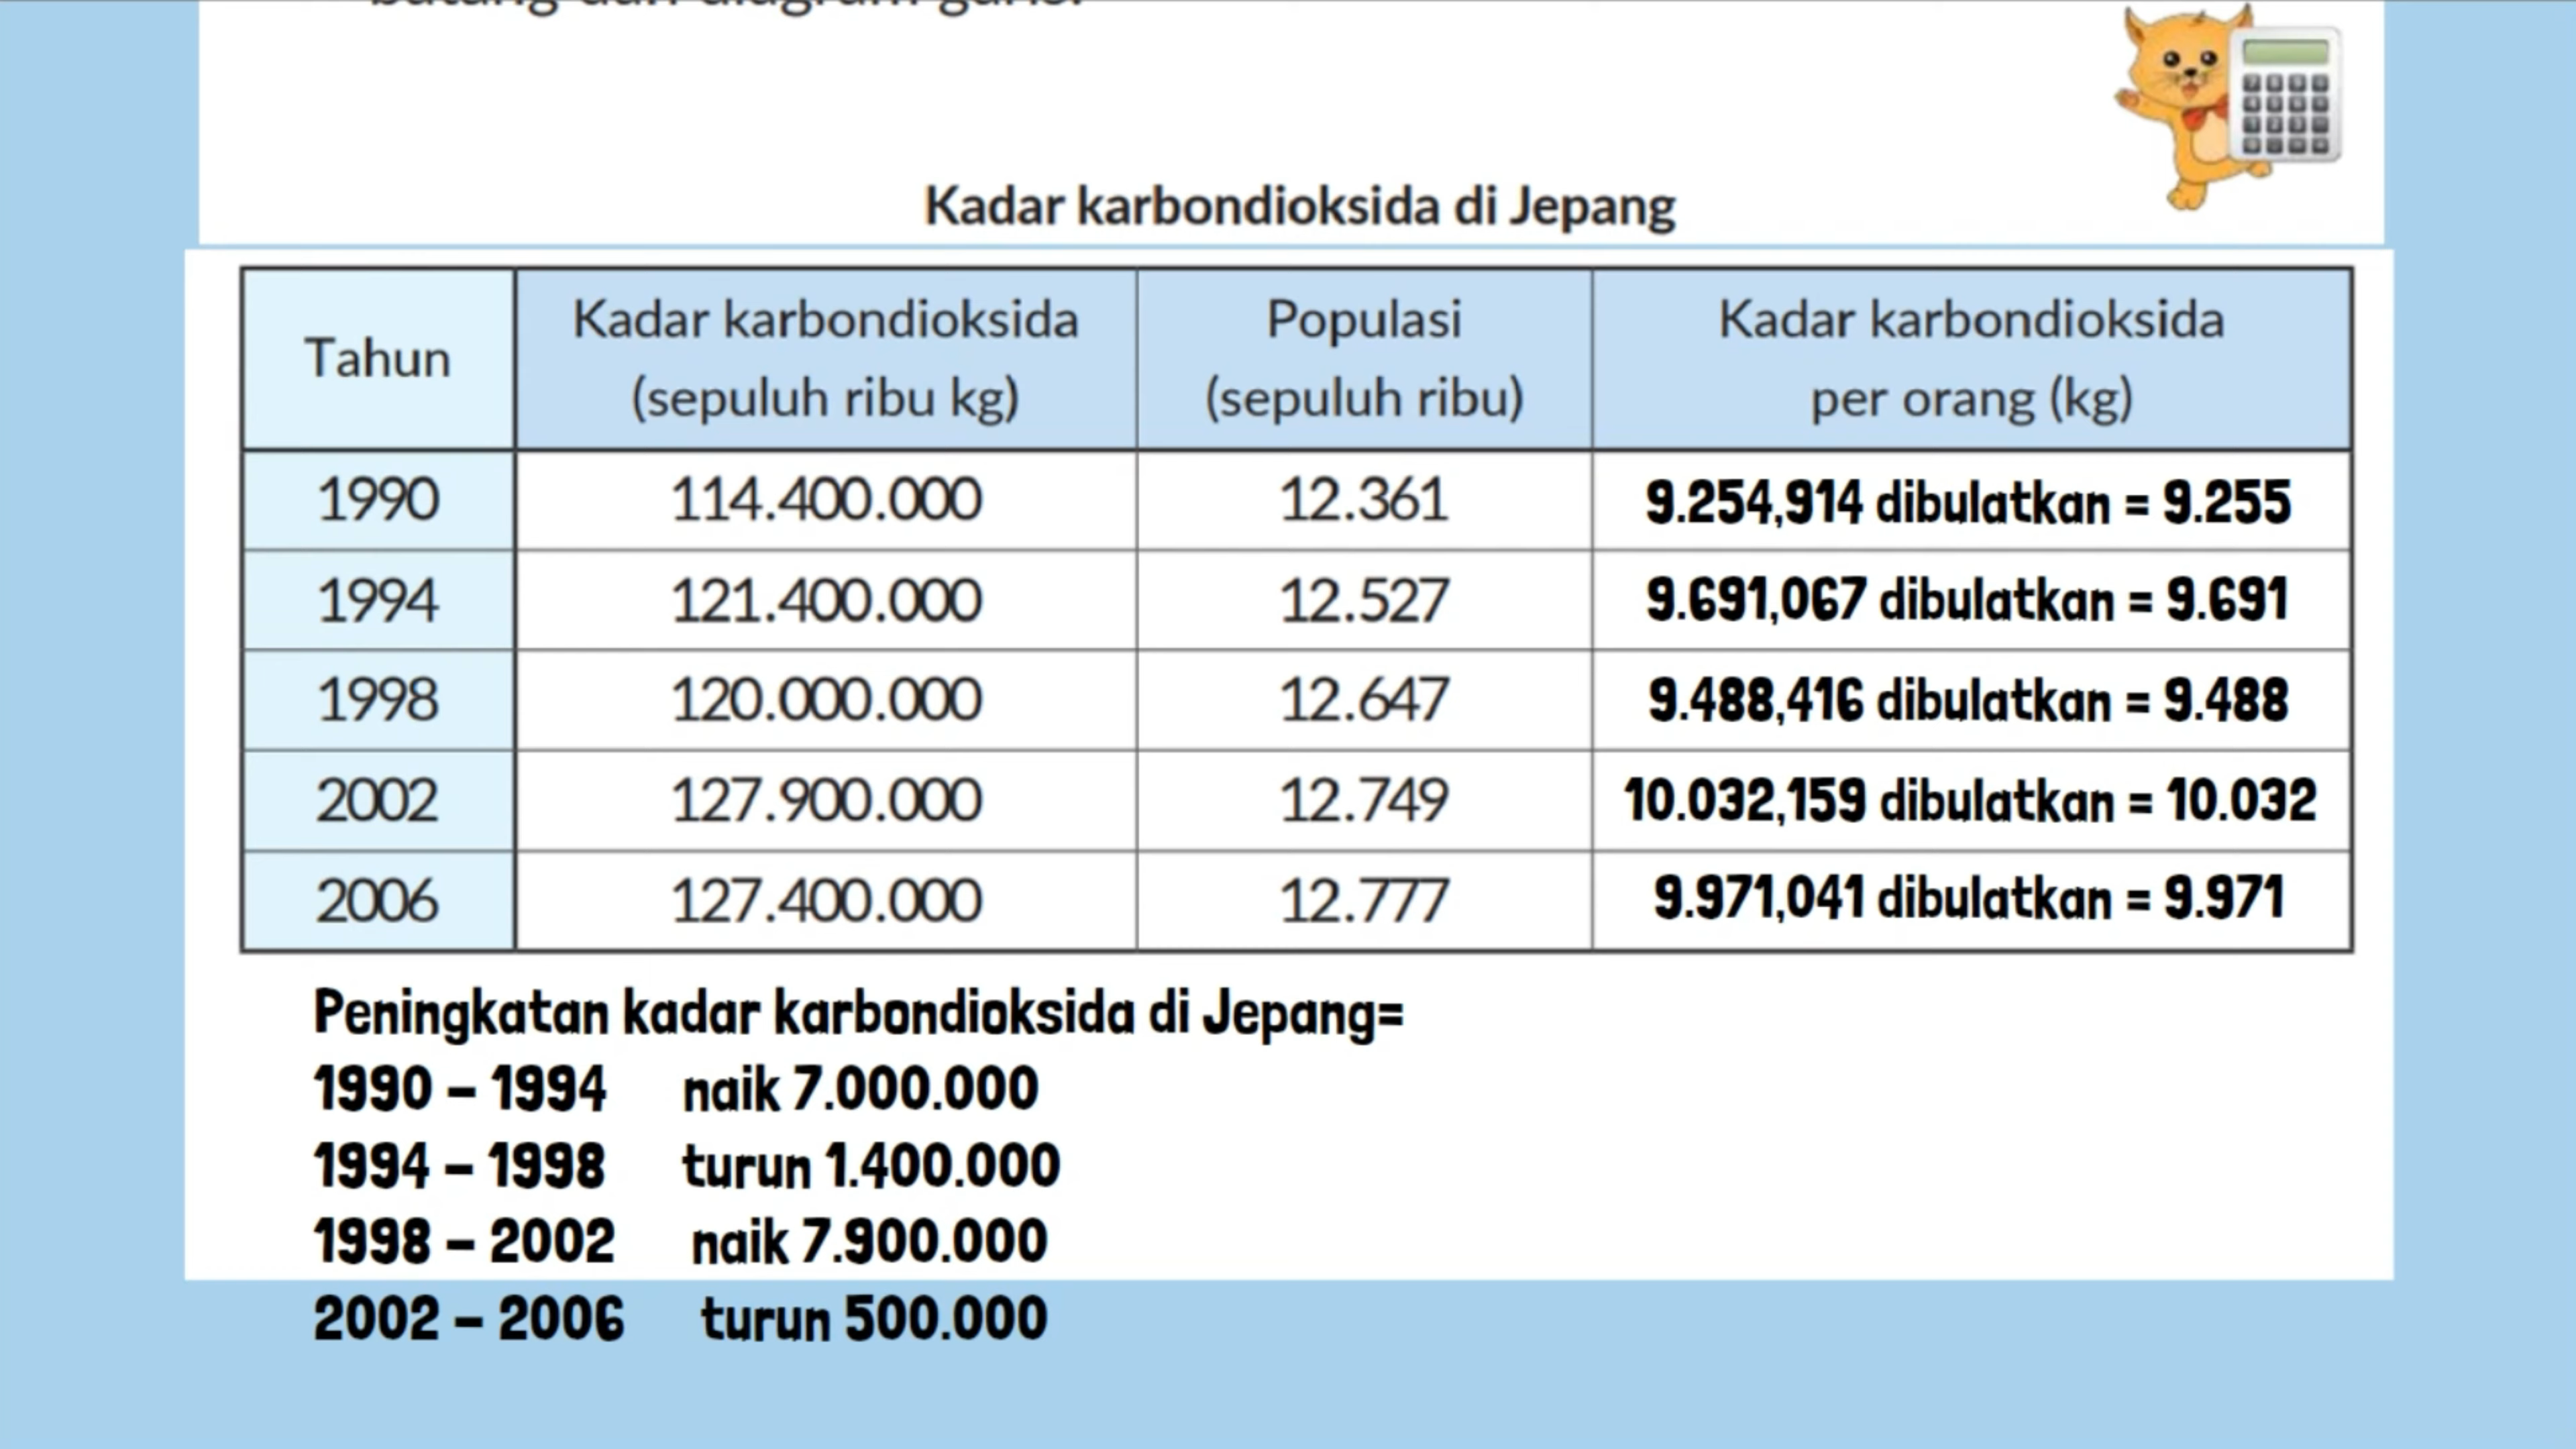 Kadar karbondioksida di Jepang
Tahun
Kadar karbondioksida
(sepuluh ribu kg)
Populasi
(sepuluh ribu)
Kadar karbondioksida
per orang (kg)
1990 114.400.000 12.361 9.254,914 dibulatkan = 9.255
1994 121.400.000 12.527 9.691,067 dibulatkan = 9.691
1998 120.000.000 12.647 9.488,416 dibulatkan = 9.488
2002 127.900.000 12.749 10.032,159 dibulatkan = 10.032
2006 127.400.000 12.777 9.971,041 dibulatkan = 9.971
Peningkatan kadar karbondioksida di Jepang=
1990 – 1994 naik 7.000.000
1994 – 1998 turun 1.400.000
1998 – 2002 naik 7.900.000
2002 – 2006 turun 500.000